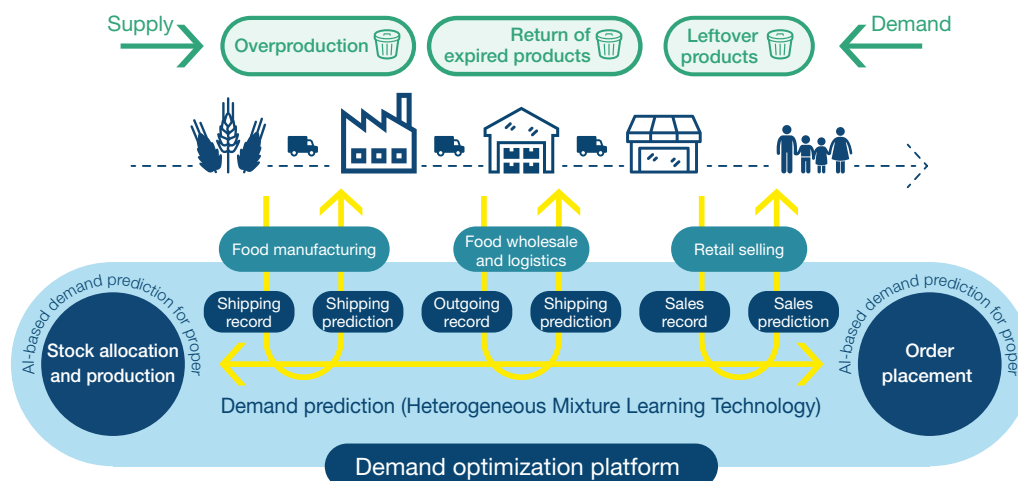 Supply
Overproduction
Return of
expired products
Leftover
products
Demand
Food manufacturing
Food wholesale
and logistics
Retail selling
AI-based demand prediction for proper
Stock allocation
and production
Shipping
record
Shipping
prediction
Outgoing
record
Shipping
prediction
Sales
record
Sales
prediction
AI-based demand prediction for proper
Order
placement
Demand prediction (Heterogeneous Mixture Learning Technology)
Demand optimization platform